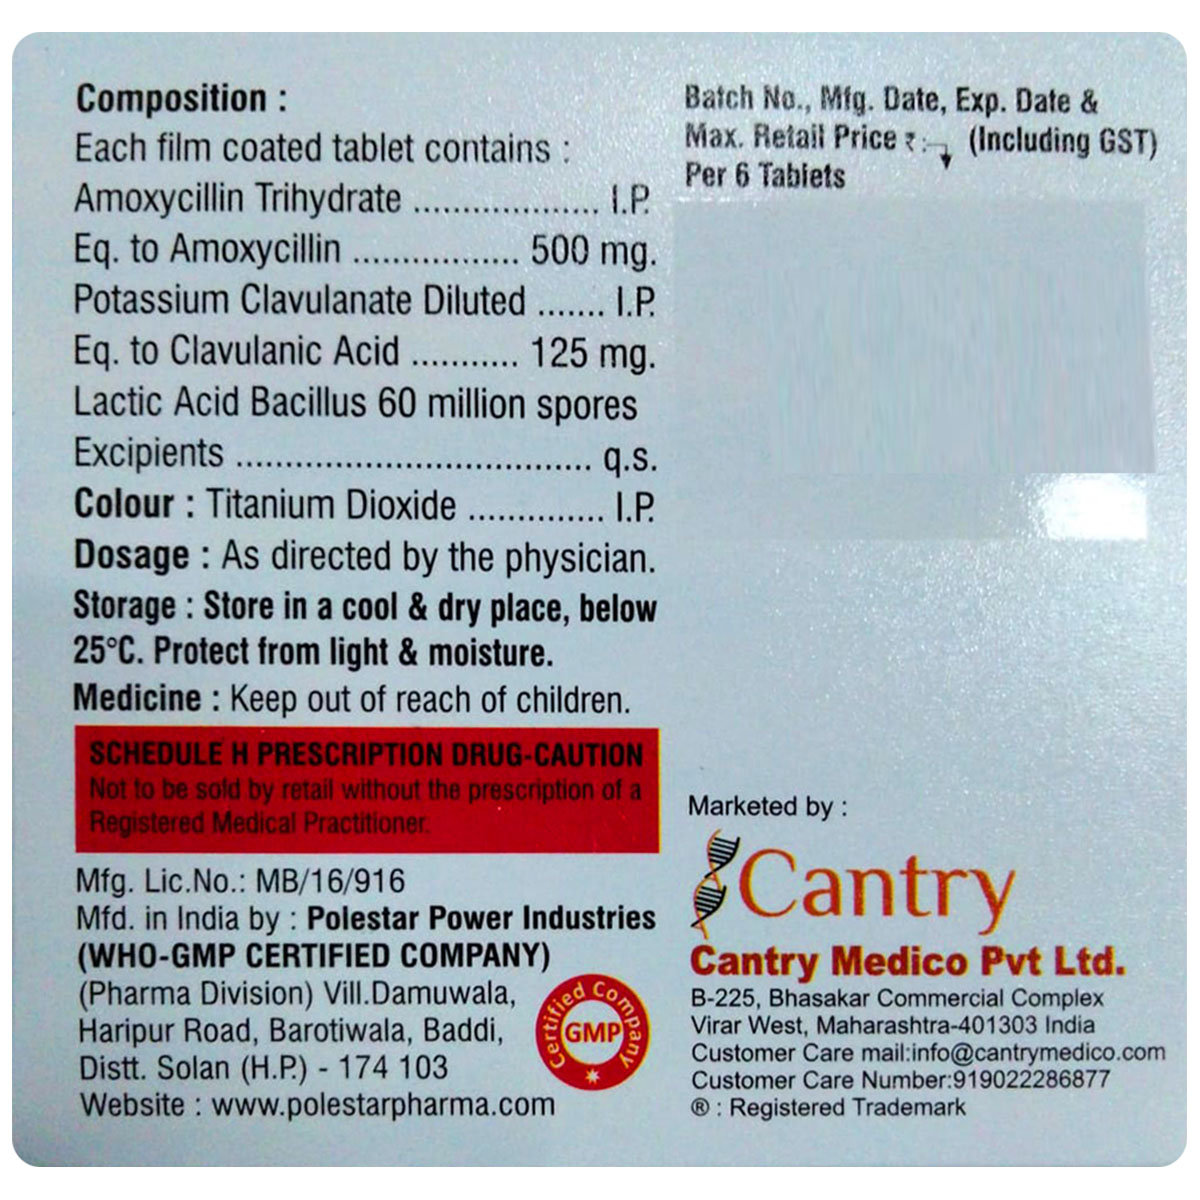 Composition :
Each film coated tablet contains :
Amoxycillin Trihydrate ................... I.P.
Eq. to Amoxycillin ................. 500 mg.
Potassium Clavulanate Diluted ....... I.P.
Eq. to Clavulanic Acid ........... 125 mg.
Lactic Acid Bacillus 60 million spores
Excipients .................................... q.s.
Colour : Titanium Dioxide .............. I.P.
Dosage : As directed by the physician.
Storage : Store in a cool & dry place, below
25°C. Protect from light & moisture.
Medicine : Keep out of reach of children.
SCHEDULE H PRESCRIPTION DRUG-CAUTION
Not to be sold by retail without the prescription of a
Registered Medical Practitioner.
Mfg. Lic.No.: MB/16/916
Mfd. in India by : Polestar Power Industries
(WHO-GMP CERTIFIED COMPANY)
(Pharma Division) Vill.Damuwala,
Haripur Road, Barotiwala, Baddi,
Distt. Solan (H.P.) - 174 103
Website : www.polestarpharma.com
Certified Company
GMP
Batch No., Mfg. Date, Exp. Date &
Max. Retail Price ₹ :- (Including GST)
Per 6 Tablets
Marketed by :
Cantry
Cantry Medico Pvt Ltd.
B-225, Bhasakar Commercial Complex
Virar West, Maharashtra-401303 India
Customer Care mail:info@cantrymedico.com
Customer Care Number:919022286877
® : Registered Trademark